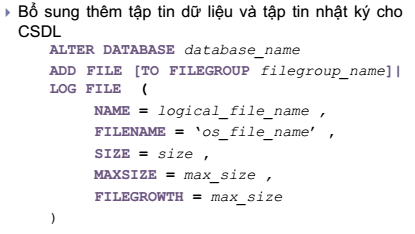 ▸ Bổ sung thêm tập tin dữ liệu và tập tin nhật ký cho
CSDL
ALTER DATABASE database_name
ADD FILE [TO FILEGROUP filegroup_name]|
LOG FILE (
NAME = logical_file_name ,
FILENAME = ‘os_file_name’ ,
SIZE = size ,
MAXSIZE = max_size ,
FILEGROWTH = max_size
)